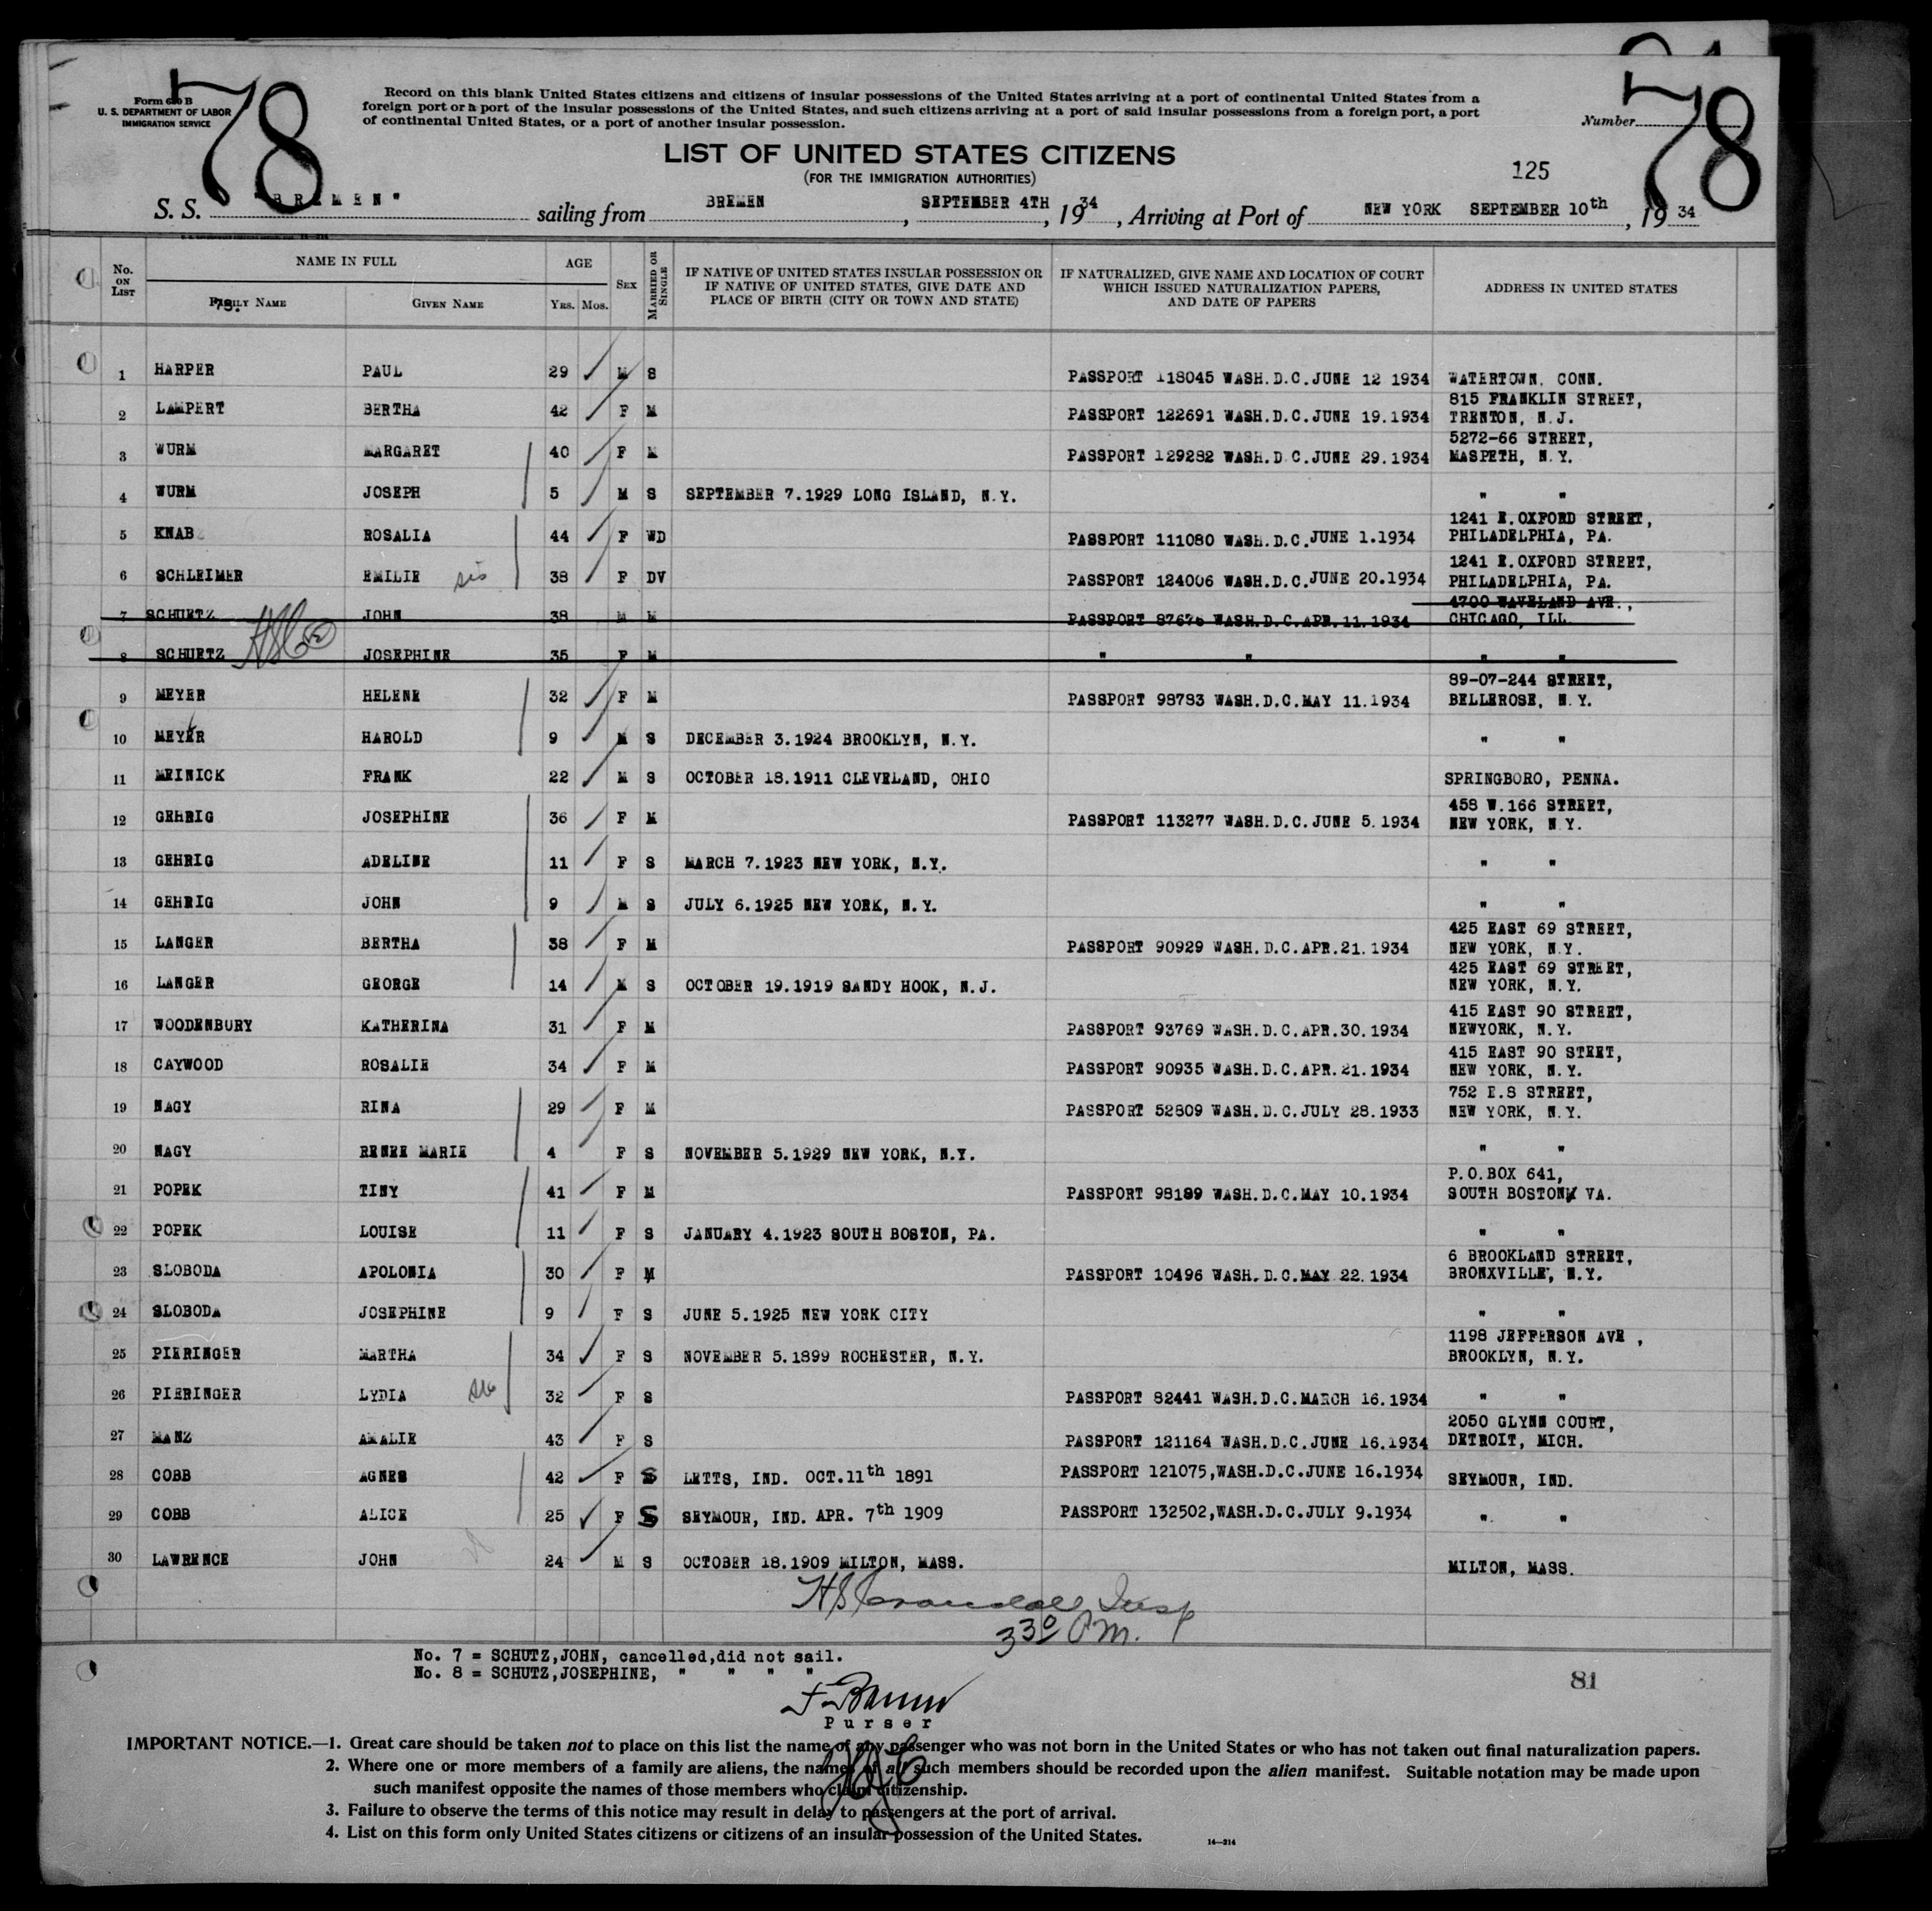 78
78
Form 630 B
U. S. DEPARTMENT OF LABOR
IMMIGRATION SERVICE
Record on this blank United States citizens and citizens of insular possessions of the United States arriving at a port of continental United States from a
foreign port or a port of the insular possessions of the United States, and such citizens arriving at a port of said insular possessions from a foreign port, a port
of continental United States, or a port of another insular possession.
Number
LIST OF UNITED STATES CITIZENS
(FOR THE IMMIGRATION AUTHORITIES)
125
S. S. "BREMEN" sailing from BREMEN, SEPTEMBER 4TH, 1934, Arriving at Port of NEW YORK SEPTEMBER 10th, 1934
No. ON LIST NAME IN FULL AGE SEX MARRIED OR SINGLE IF NATIVE OF UNITED STATES INSULAR POSSESSION OR IF NATIVE OF UNITED STATES, GIVE DATE AND PLACE OF BIRTH (CITY OR TOWN AND STATE) IF NATURALIZED, GIVE NAME AND LOCATION OF COURT WHICH ISSUED NATURALIZATION PAPERS, AND DATE OF PAPERS ADDRESS IN UNITED STATES
FAMILY NAME 78. GIVEN NAME YRS. MOS.
1 HARPER PAUL 29 M S PASSPORT 118045 WASH.D.C.JUNE 12 1934 WATERTOWN. CONN.
2 LAMPERT BERTHA 42 F M PASSPORT 122691 WASH.D.C.JUNE 19.1934 815 FRANKLIN STREET, TRENTON, N.J.
3 WURM MARGARET 40 F M PASSPORT 129282 WASH.D.C.JUNE 29.1934 5272-66 STREET, MASPETH, N.Y.
4 WURM JOSEPH 5 M S SEPTEMBER 7.1929 LONG ISLAND, N.Y. " "
5 KNAB ROSALIA 44 F WD PASSPORT 111080 WASH.D.C.JUNE 1.1934 1241 E.OXFORD STREET, PHILADELPHIA, PA.
6 SCHLEIMER EMILIE sis 38 F DV PASSPORT 124006 WASH.D.C.JUNE 20.1934 1241 E.OXFORD STREET, PHILADELPHIA, PA.
7 SCHUETZ JOHN 38 M M PASSPORT 87676 WASH.D.C.APR.11.1934 4700 WAVELAND AVE., CHICAGO, ILL
8 SCHUETZ JOSEPHINE 35 F M " " " "
9 MEYER HELENE 32 F M PASSPORT 98783 WASH.D.C.MAY 11.1934 89-07-244 STREET, BELLEROSE, N.Y.
10 MEYER HAROLD 9 M S DECEMBER 3.1924 BROOKLYN, N.Y. " "
11 MEINICK FRANK 22 M S OCTOBER 18.1911 CLEVELAND, OHIO SPRINGBORO, PENNA.
12 GEHRIG JOSEPHINE 36 F M PASSPORT 113277 WASH.D.C.JUNE 5.1934 458 W.166 STREET, NEW YORK, N.Y.
13 GEHRIG ADELINE 11 F S MARCH 7.1923 NEW YORK, N.Y. " "
14 GEHRIG JOHN 9 M S JULY 6.1925 NEW YORK, N.Y. " "
15 LANGER BERTHA 38 F M PASSPORT 90929 WASH.D.C.APR.21.1934 425 EAST 69 STREET, NEW YORK, N.Y.
16 LANGER GEORGE 14 M S OCTOBER 19.1919 SANDY HOOK, N.J. 425 EAST 69 STREET, NEW YORK, N.Y.
17 WOODENBURY KATHERINA 31 F M PASSPORT 93769 WASH.D.C.APR.30.1934 415 EAST 90 STREET, NEWYORK, N.Y.
18 CAYWOOD ROSALIE 34 F M PASSPORT 90935 WASH.D.C.APR.21.1934 415 EAST 90 STEET, NEW YORK, N.Y.
19 NAGY RINA 29 F M PASSPORT 52809 WASH.D.C.JULY 28.1933 752 E.S STREET, NEW YORK, N.Y.
20 NAGY RENEE MARIE 4 F S NOVEMBER 5.1929 NEW YORK, N.Y. " "
21 POPEK TINY 41 F M PASSPORT 98189 WASH.D.C.MAY 10.1934 P.O.BOX 641, SOUTH BOSTON, VA.
22 POPEK LOUISE 11 F S JANUARY 4.1923 SOUTH BOSTON, PA. " "
23 SLOBODA APOLONIA 30 F M PASSPORT 10496 WASH.D.C.MAY 22.1934 6 BROOKLAND STREET, BRONXVILLE, N.Y.
24 SLOBODA JOSEPHINE 9 F S JUNE 5.1925 NEW YORK CITY " "
25 PIERINGER MARTHA 34 F S NOVEMBER 5.1899 ROCHESTER, N.Y. 1198 JEFFERSON AVE, BROOKLYN, N.Y.
26 PIERINGER LYDIA sis 32 F S PASSPORT 82441 WASH.D.C.MARCH 16.1934 " "
27 MANZ AMALIE 43 F S PASSPORT 121164 WASH.D.C.JUNE 16.1934 2050 GLYNN COURT, DETROIT, MICH.
28 COBB AGNES 42 F S LETTS, IND. OCT.11th 1891 PASSPORT 121075,WASH.D.C.JUNE 16.1934 SEYMOUR, IND.
29 COBB ALICE 25 F S SEYMOUR, IND. APR. 7th 1909 PASSPORT 132502,WASH.D.C.JULY 9.1934 " "
30 LAWRENCE JOHN 24 M S OCTOBER 18.1909 MILTON, MASS. MILTON, MASS.
H S Crandall Insp
3 30 P.M.
No. 7 = SCHUTZ,JOHN, cancelled,did not sail.
No. 8 = SCHUTZ,JOSEPHINE, " " " "
81
Purser
IMPORTANT NOTICE.—1. Great care should be taken not to place on this list the name of any passenger who was not born in the United States or who has not taken out final naturalization papers.
2. Where one or more members of a family are aliens, the names of all such members should be recorded upon the alien manifest. Suitable notation may be made upon
such manifest opposite the names of those members who claim citizenship.
3. Failure to observe the terms of this notice may result in delay to passengers at the port of arrival.
4. List on this form only United States citizens or citizens of an insular possession of the United States.
14—214